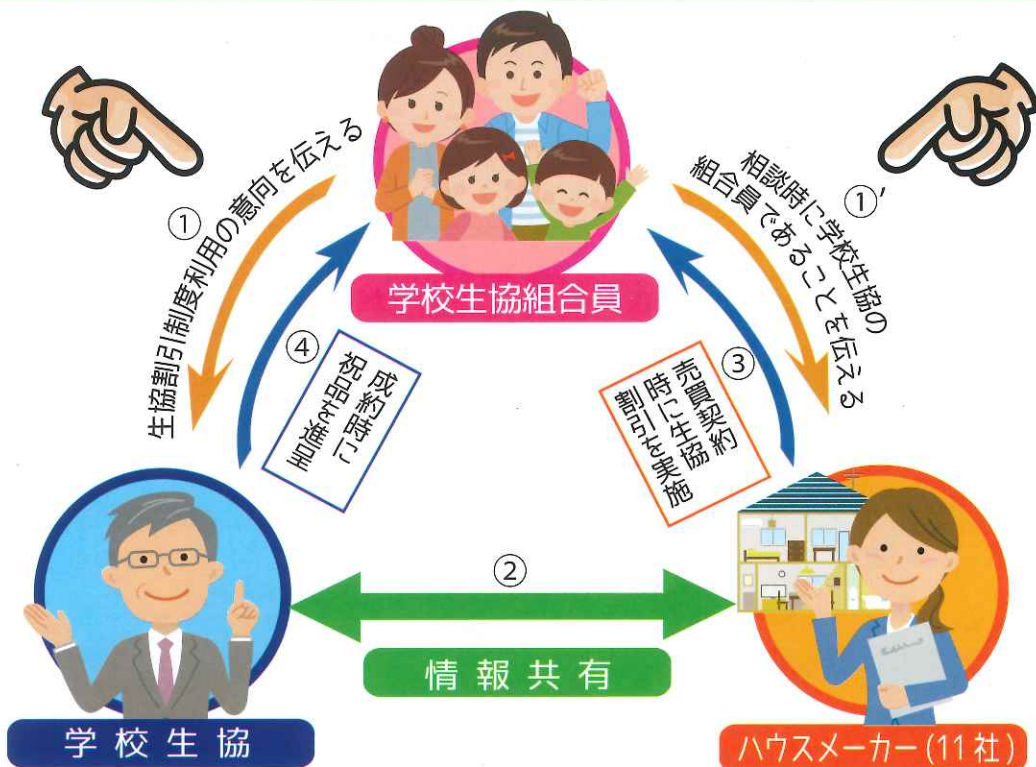 学校生協組合員
①
生協割引制度利用の意向を伝える
①′
相談時に学校生協の
組合員であることを伝える
④
成約時に
祝品を進呈
③
売買契約
時に生協
割引を実施
②
情報共有
学校生協
ハウスメーカー(11社)